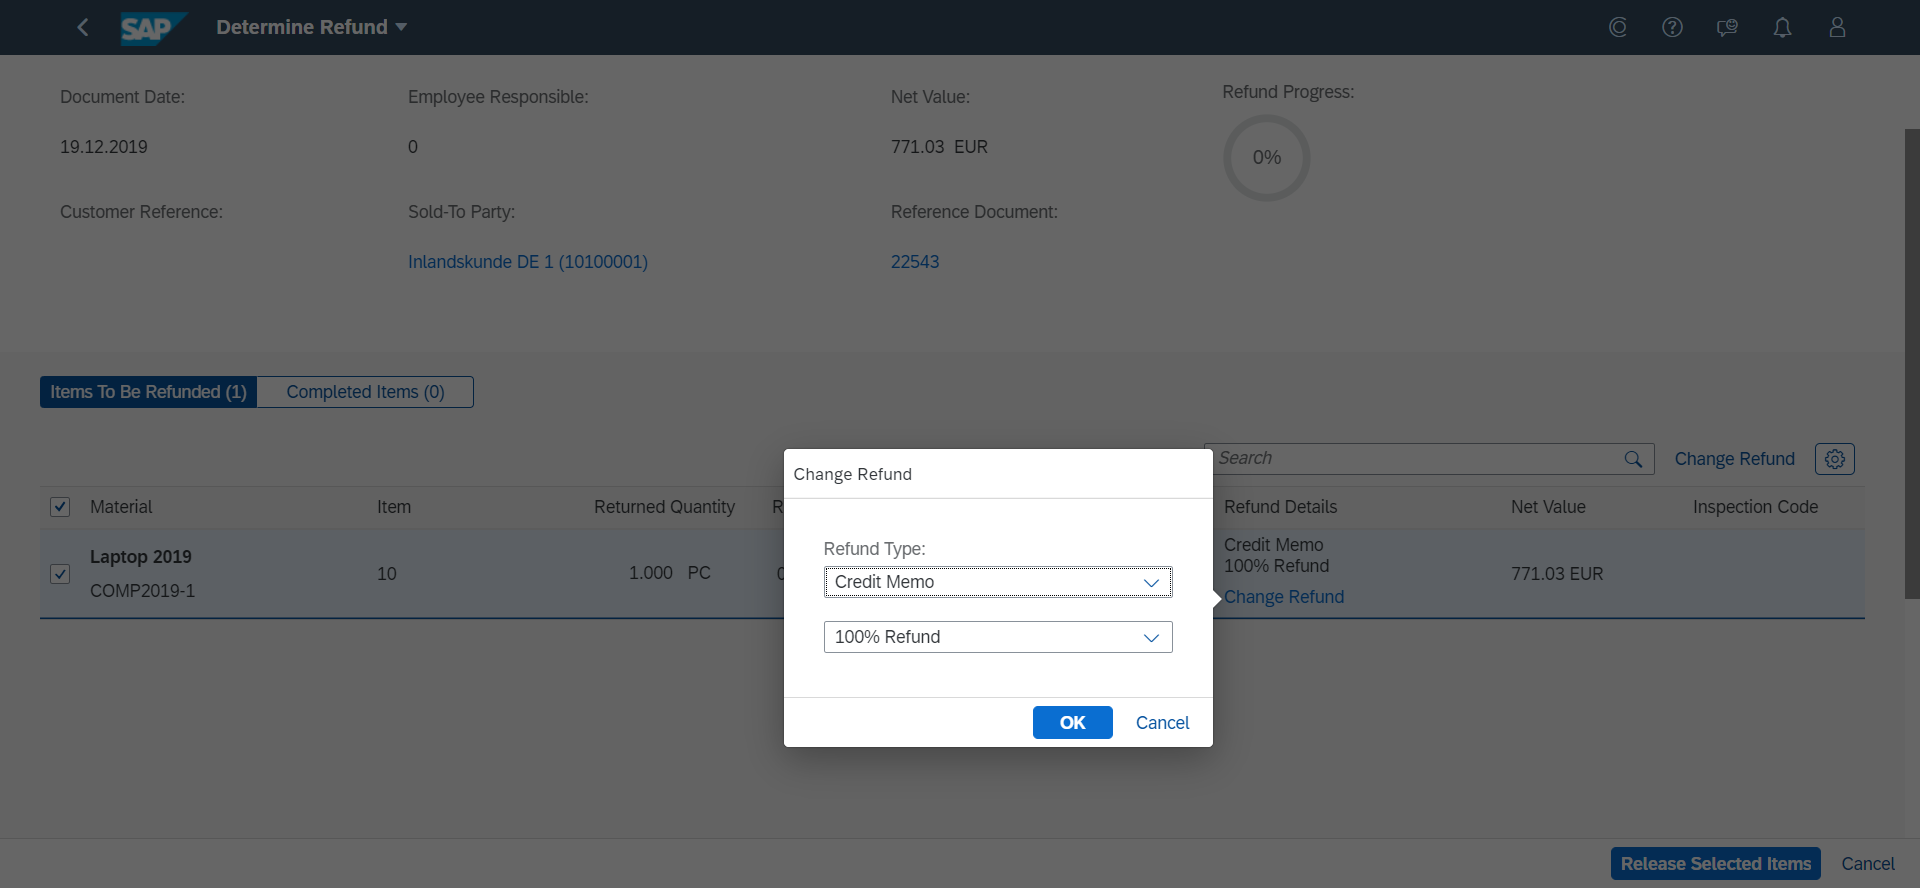 SAP Determine Refund
Document Date:
Employee Responsible:
Net Value:
Refund Progress:
19.12.2019
0
771.03 EUR
0%
Customer Reference:
Sold-To Party:
Reference Document:
Inlandskunde DE 1 (10100001)
22543
Items To Be Refunded (1)
Completed Items (0)
Search
Change Refund
Material
Item
Returned Quantity
Refund Details
Net Value
Inspection Code
Laptop 2019
COMP2019-1
10
1.000 PC
Credit Memo
100% Refund
Change Refund
771.03 EUR
Change Refund
Refund Type:
Credit Memo
100% Refund
OK
Cancel
Release Selected Items
Cancel